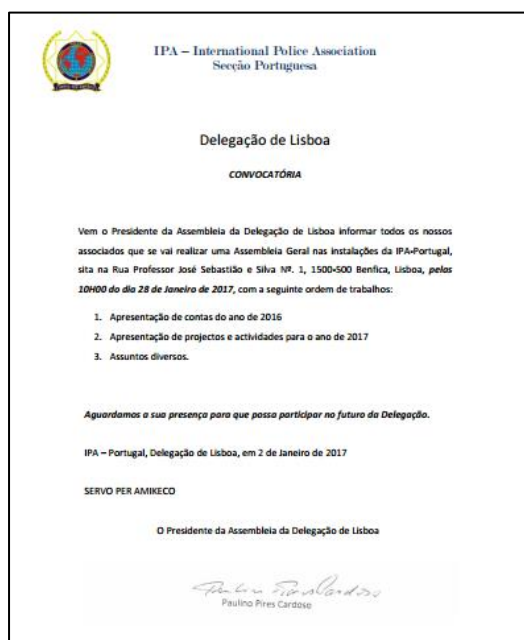 IPA – International Police Association
Secção Portuguesa
Delegação de Lisboa
CONVOCATÓRIA
Vem o Presidente da Assembleia da Delegação de Lisboa informar todos os nossos
associados que se vai realizar uma Assembleia Geral nas instalações da IPA-Portugal,
sita na Rua Professor José Sebastião e Silva Nº. 1, 1500-500 Benfica, Lisboa, pelas
10H00 do dia 28 de Janeiro de 2017, com a seguinte ordem de trabalhos:
1. Apresentação de contas do ano de 2016
2. Apresentação de projectos e actividades para o ano de 2017
3. Assuntos diversos.
Aguardamos a sua presença para que possa participar no futuro da Delegação.
IPA – Portugal, Delegação de Lisboa, em 2 de Janeiro de 2017
SERVO PER AMIKECO
O Presidente da Assembleia da Delegação de Lisboa
Paulino Pires Cardoso